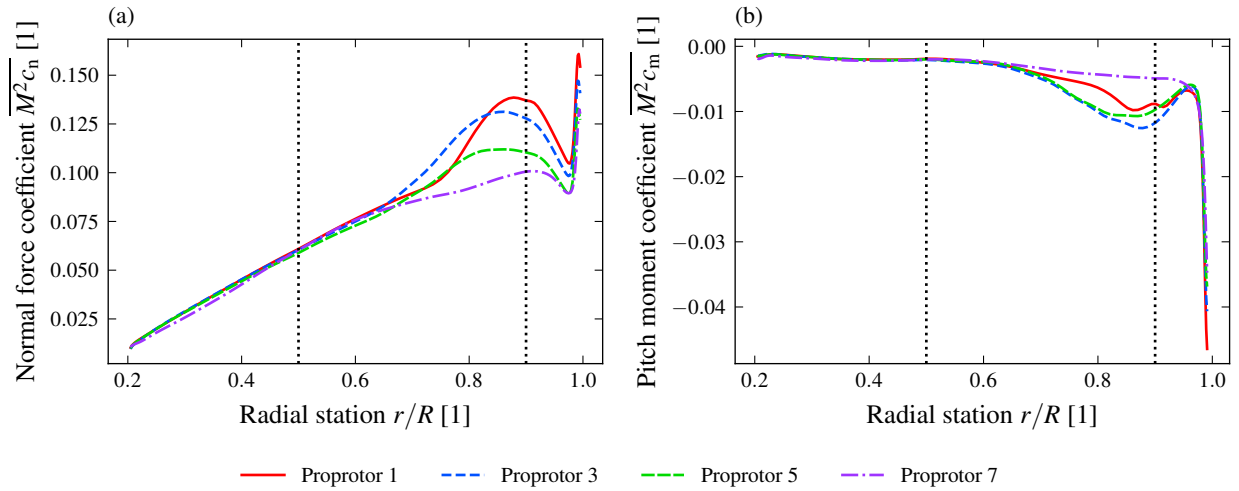 (a)
Normal force coefficient M²cₙ [1]
0.150
0.125
0.100
0.075
0.050
0.025
0.2 0.4 0.6 0.8 1.0
Radial station r/R [1]
(b)
Pitch moment coefficient M²cₘ [1]
0.00
−0.01
−0.02
−0.03
−0.04
0.2 0.4 0.6 0.8 1.0
Radial station r/R [1]
Proprotor 1 Proprotor 3 Proprotor 5 Proprotor 7